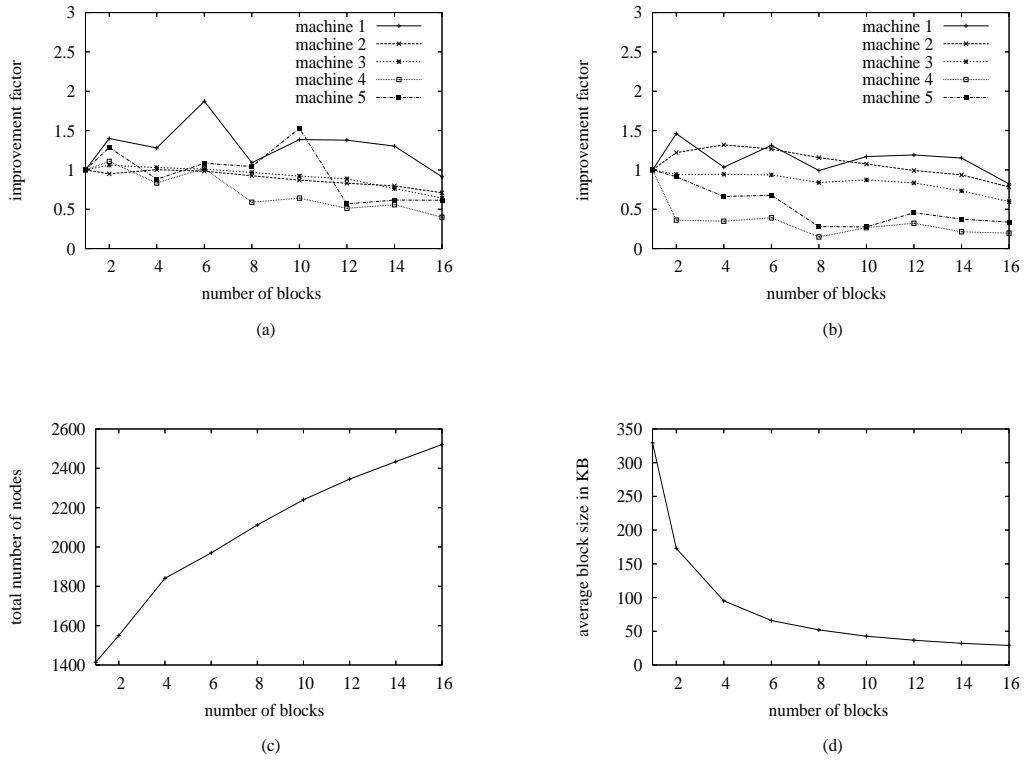 improvement factor
3
2.5
2
1.5
1
0.5
0
machine 1
machine 2
machine 3
machine 4
machine 5
2 4 6 8 10 12 14 16
number of blocks
(a)
improvement factor
3
2.5
2
1.5
1
0.5
0
machine 1
machine 2
machine 3
machine 4
machine 5
2 4 6 8 10 12 14 16
number of blocks
(b)
total number of nodes
2600
2400
2200
2000
1800
1600
1400
2 4 6 8 10 12 14 16
number of blocks
(c)
average block size in KB
350
300
250
200
150
100
50
0
2 4 6 8 10 12 14 16
number of blocks
(d)